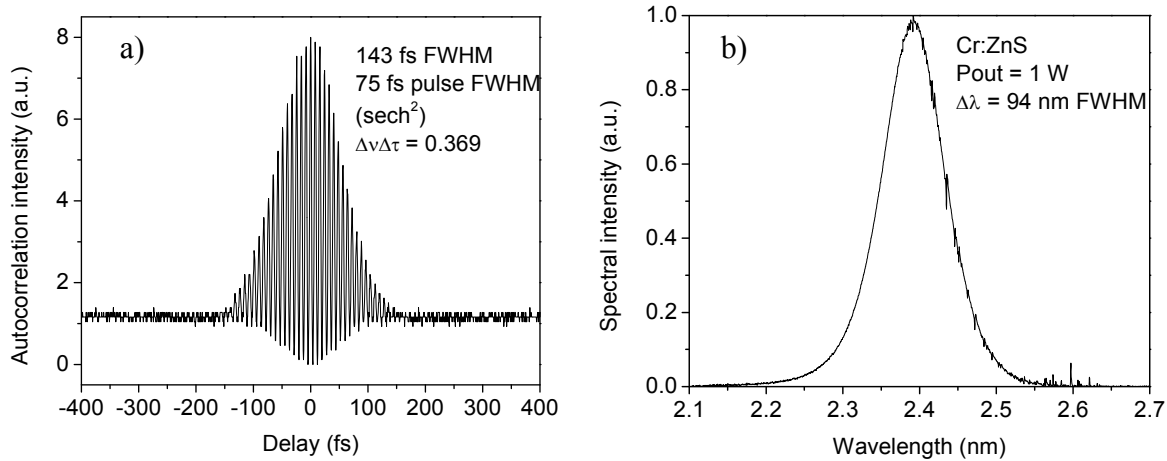 a)
143 fs FWHM
75 fs pulse FWHM
(sech²)
ΔνΔτ = 0.369
Autocorrelation intensity (a.u.)
8
6
4
2
0
-400 -300 -200 -100 0 100 200 300 400
Delay (fs)
b)
Cr:ZnS
Pout = 1 W
Δλ = 94 nm FWHM
Spectral intensity (a.u.)
1.0
0.8
0.6
0.4
0.2
0.0
2.1 2.2 2.3 2.4 2.5 2.6 2.7
Wavelength (nm)